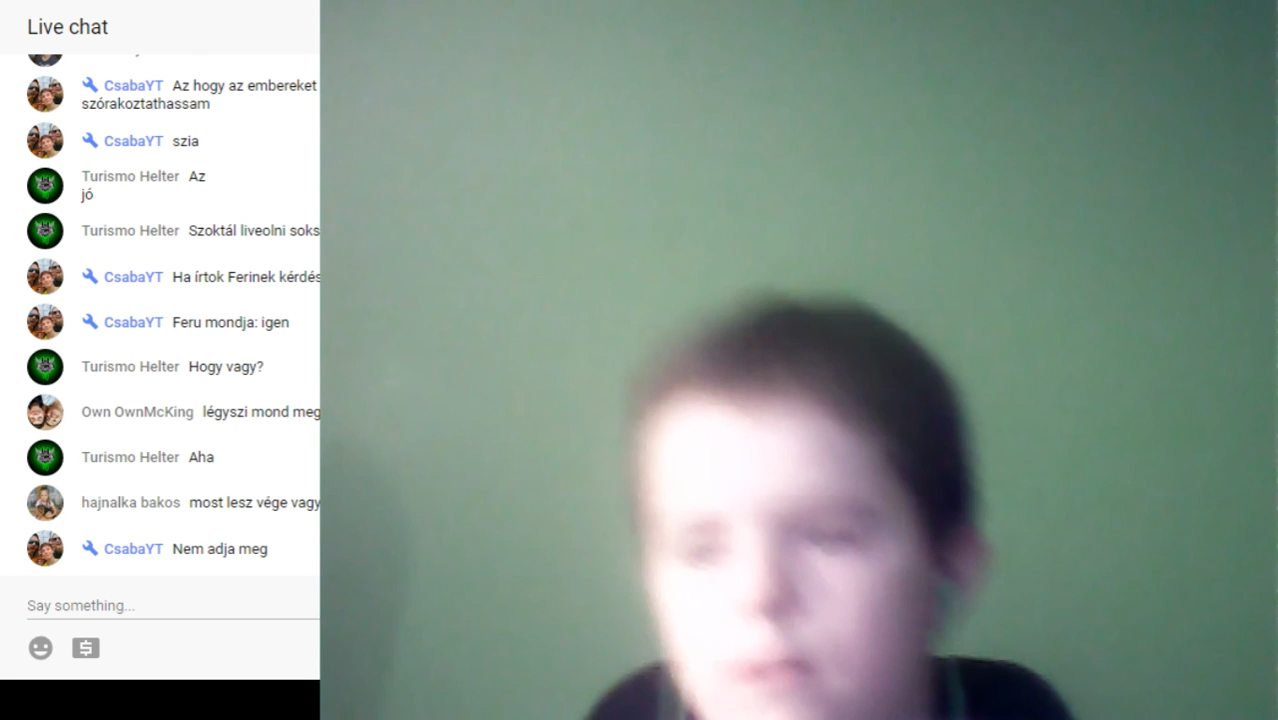 Live chat
CsabaYT Az hogy az embereket
szórakoztathassam
CsabaYT szia
Turismo Helter Az
jó
Turismo Helter Szoktál liveolni soks
CsabaYT Ha írtok Ferinek kérdés
CsabaYT Feru mondja: igen
Turismo Helter Hogy vagy?
Own OwnMcKing légyszi mond meg
Turismo Helter Aha
hajnalka bakos most lesz vége vagy
CsabaYT Nem adja meg
Say something...